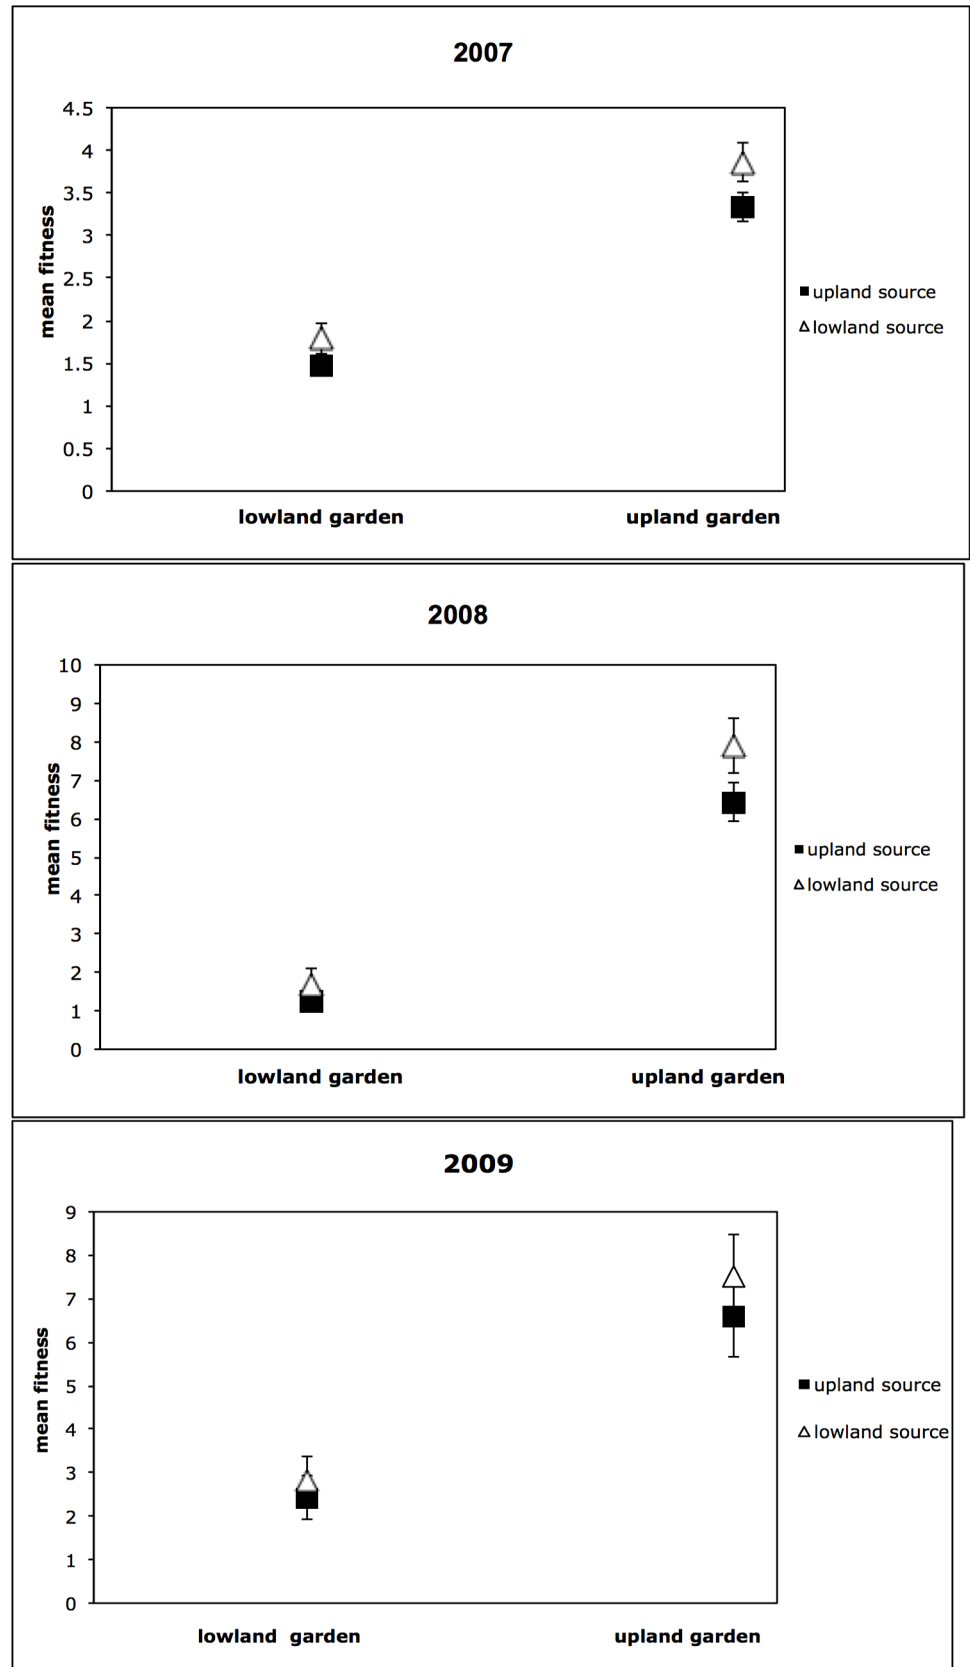 2007
4.5
4
3.5
3
2.5
2
1.5
1
0.5
0
mean fitness
lowland garden upland garden
upland source
lowland source
2008
10
9
8
7
6
5
4
3
2
1
0
mean fitness
lowland garden upland garden
upland source
lowland source
2009
9
8
7
6
5
4
3
2
1
0
mean fitness
lowland garden upland garden
upland source
lowland source